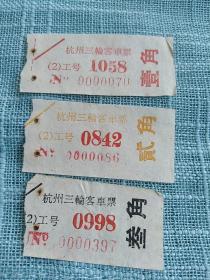 杭州三輪客車票
(2)工号 1058 壹角
№ 0000070
杭州三輪客車票
(2)工号 0842 貳角
№ 0000086
杭州三輪客車票
(2)工号 0998 叁角
№ 0000397